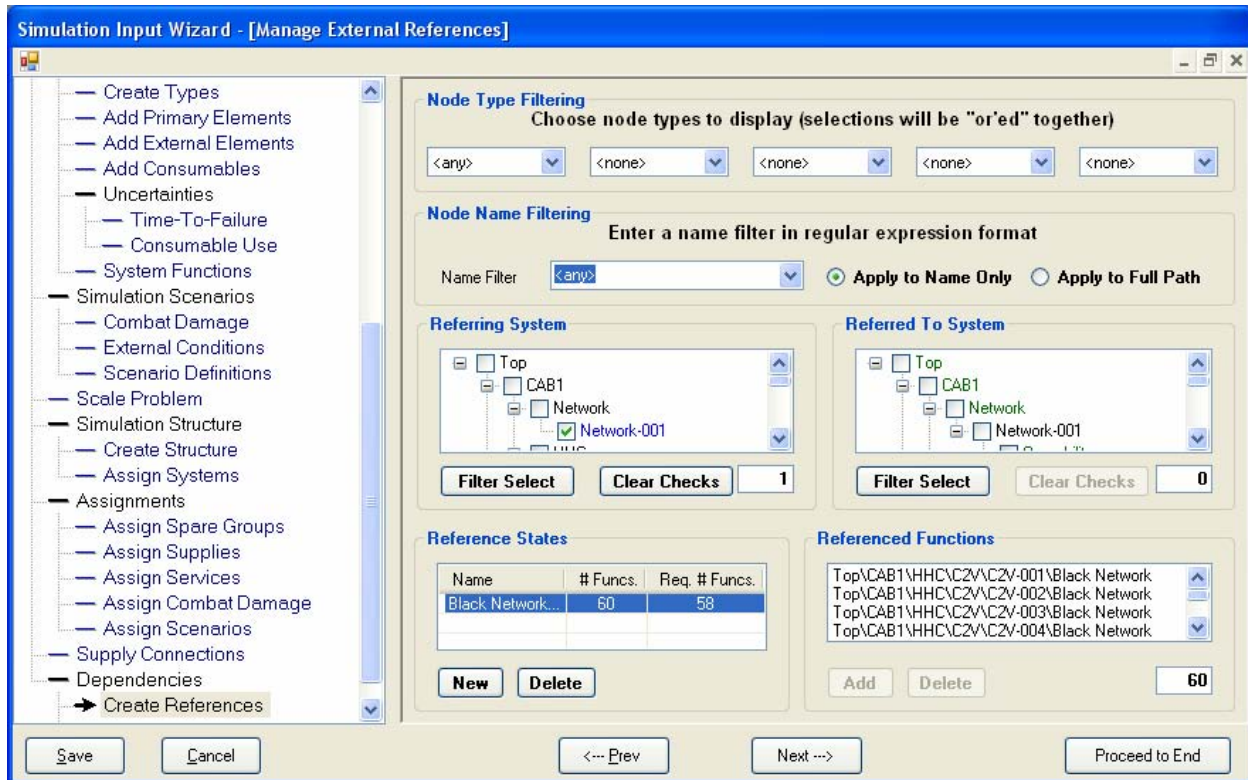 Simulation Input Wizard - [Manage External References]
Create Types
Add Primary Elements
Add External Elements
Add Consumables
Uncertainties
Time-To-Failure
Consumable Use
System Functions
Simulation Scenarios
Combat Damage
External Conditions
Scenario Definitions
Scale Problem
Simulation Structure
Create Structure
Assign Systems
Assignments
Assign Spare Groups
Assign Supplies
Assign Services
Assign Combat Damage
Assign Scenarios
Supply Connections
Dependencies
Create References
Node Type Filtering
Choose node types to display (selections will be "or'ed" together)
<any> <none> <none> <none> <none>
Node Name Filtering
Enter a name filter in regular expression format
Name Filter <any> Apply to Name Only Apply to Full Path
Referring System
Top
CAB1
Network
Network-001
Filter Select Clear Checks 1
Referred To System
Top
CAB1
Network
Network-001
Filter Select Clear Checks 0
Reference States
Name # Funcs. Req. # Funcs.
Black Network... 60 58
New Delete
Referenced Functions
Top\CAB1\HHC\C2V\C2V-001\Black Network
Top\CAB1\HHC\C2V\C2V-002\Black Network
Top\CAB1\HHC\C2V\C2V-003\Black Network
Top\CAB1\HHC\C2V\C2V-004\Black Network
Add Delete 60
Save Cancel <--- Prev Next ---> Proceed to End